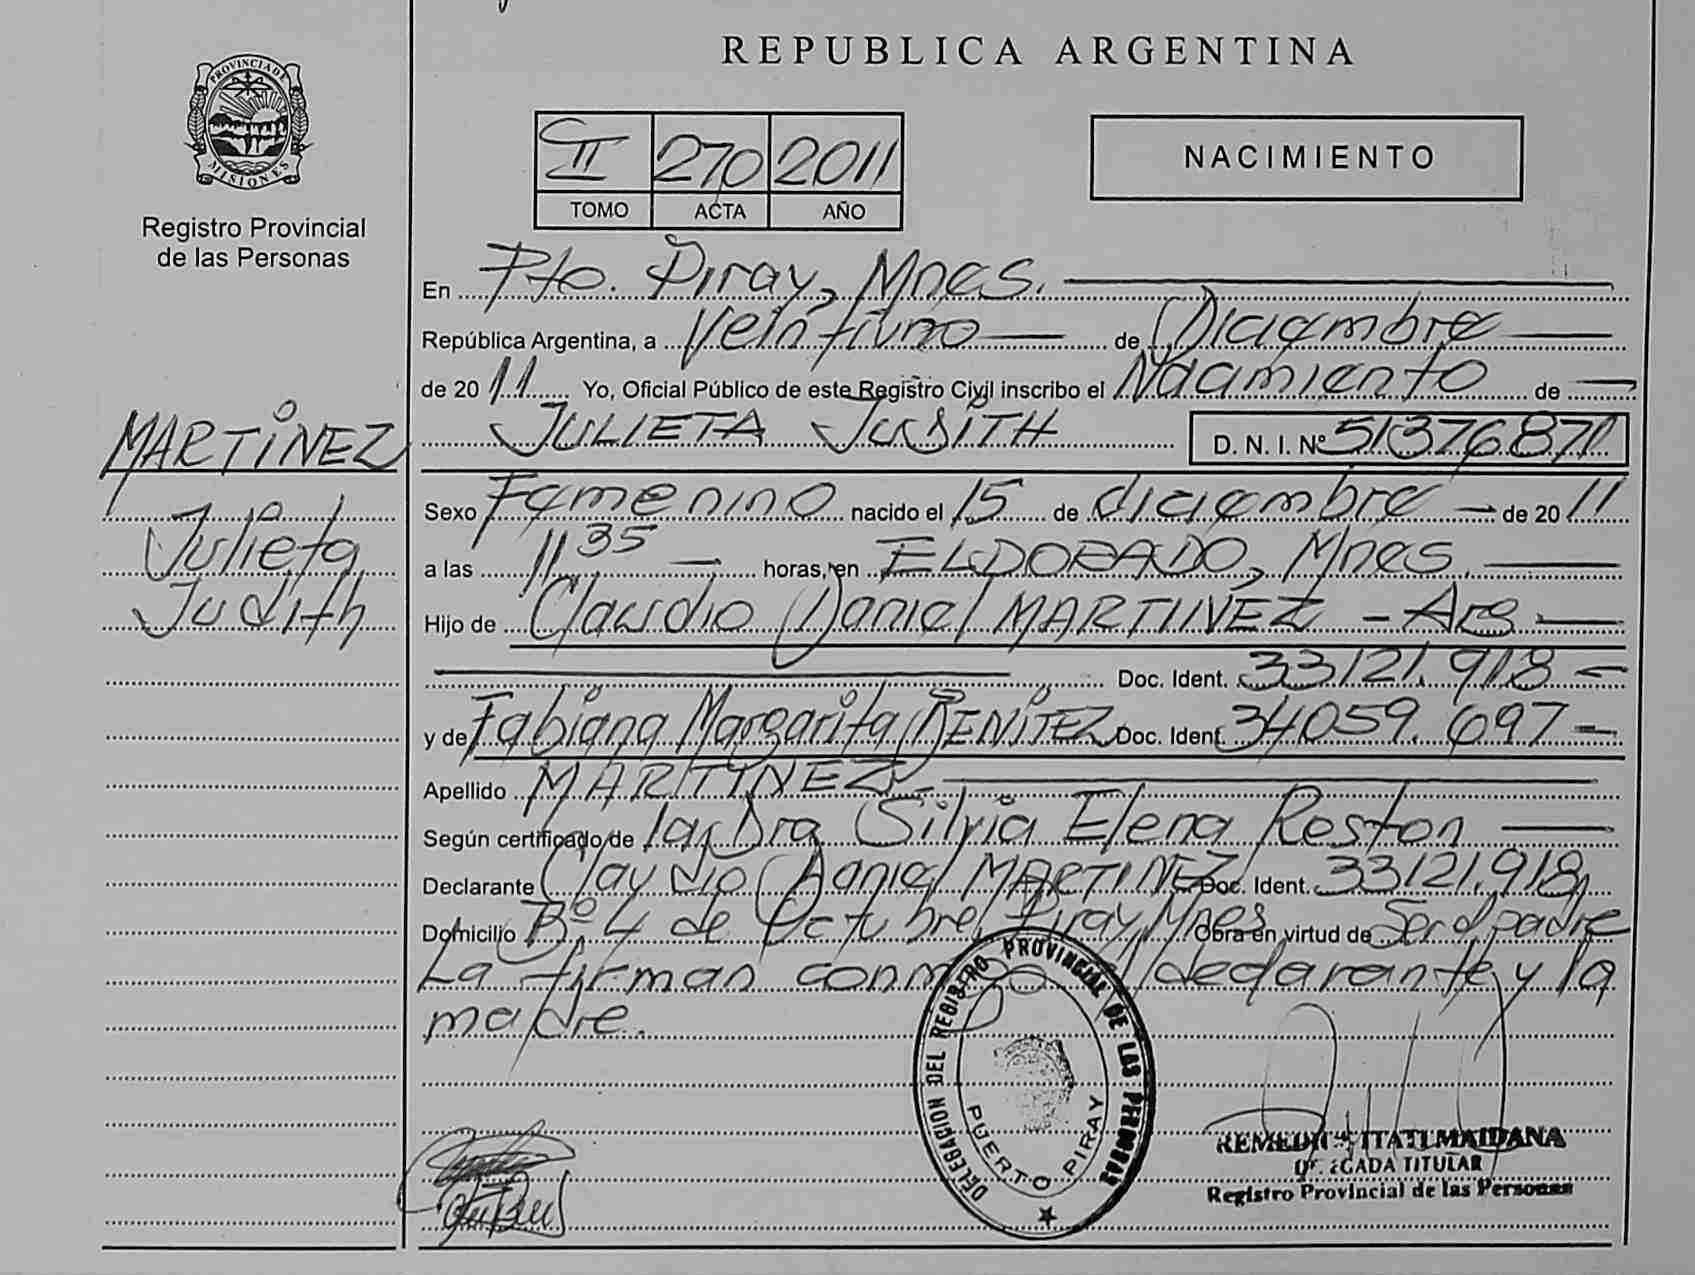 REPUBLICA ARGENTINA
PROVINCIA DE MISIONES
Registro Provincial
de las Personas
II 270 2011
TOMO ACTA AÑO
NACIMIENTO
En Pto. Piray, Mnes.
República Argentina, a Veintiuno de Diciembre
de 2011 Yo, Oficial Público de este Registro Civil inscribo el Nacimiento de
JULIETA JUDITH D. N. I. Nº 51376871
MARTINEZ
Julieta
Judith
Sexo Femenino nacido el 15 de diciembre de 2011
a las 11 35 horas, en ELDORADO, Mnes.
Hijo de Claudio Daniel MARTINEZ - Arg
Doc. Ident. 33121.918
y de Fabiana Margarita BENITEZ Doc. Ident. 34059.697
Apellido MARTINEZ
Según certificado de la Dra Silvia Elena Reston
Declarante Claudio Daniel MARTINEZ Doc. Ident. 33121.918
Domicilio Bº 4 de Octubre, Piray, Mnes Obra en virtud de Ser el padre
La firman conmigo el declarante y la
madre.
DELEGACION DEL REGISTRO PROVINCIAL DE LAS PERSONAS
PUERTO PIRAY
REMEDIOS ITATI MAIDANA
DELEGADA TITULAR
Registro Provincial de las Personas